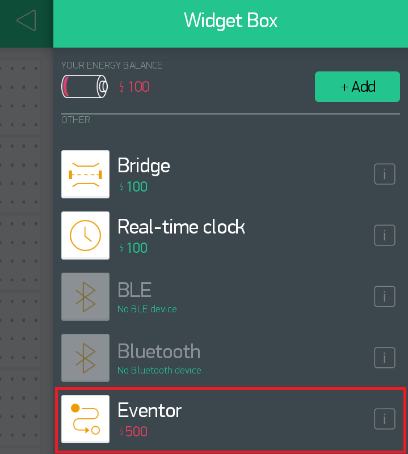 Widget Box
YOUR ENERGY BALANCE
100
+ Add
OTHER
Bridge
100
i
Real-time clock
100
i
BLE
No BLE device
i
Bluetooth
No Bluetooth device
i
Eventor
500
i